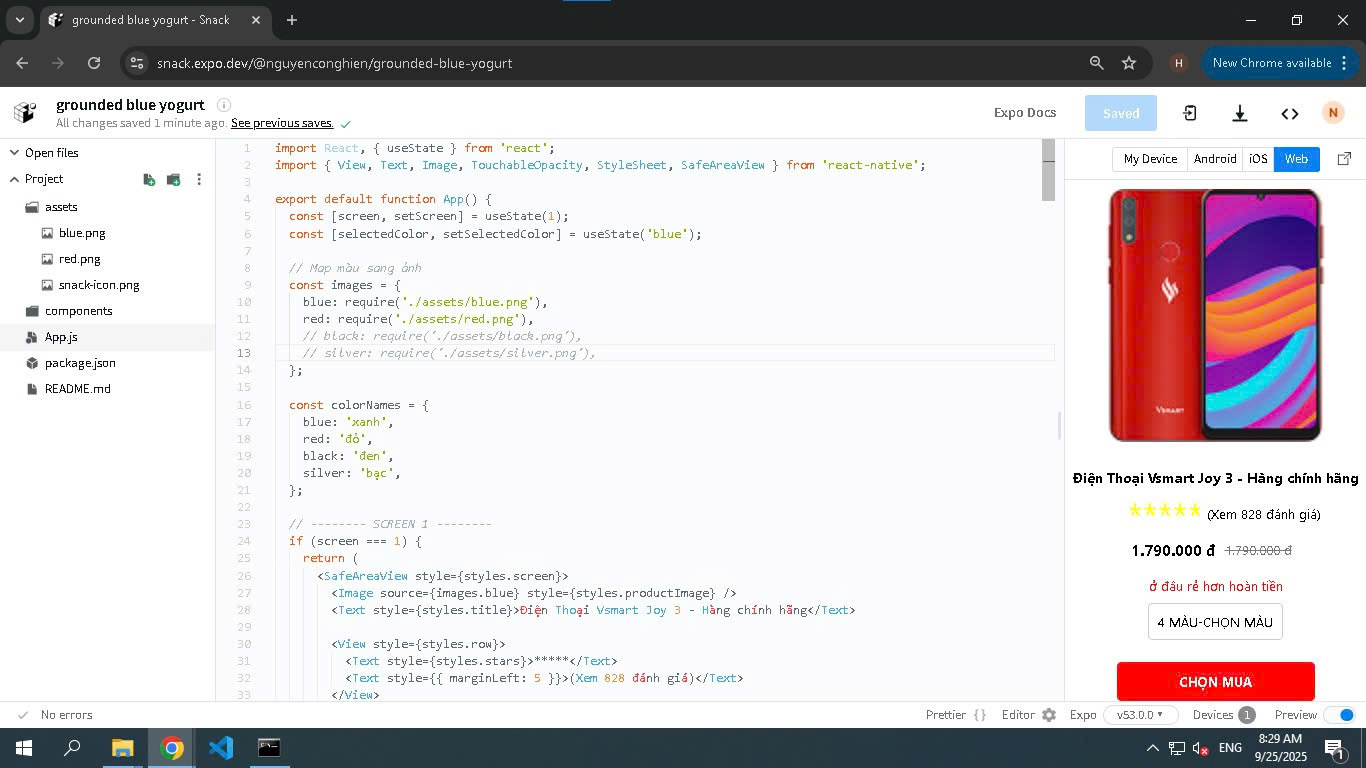 grounded blue yogurt - Snack
snack.expo.dev/@nguyenconghien/grounded-blue-yogurt
H
New Chrome available
grounded blue yogurt
All changes saved 1 minute ago. See previous saves.
Expo Docs
Saved
N
Open files
Project
assets
blue.png
red.png
snack-icon.png
components
App.js
package.json
README.md
1 import React, { useState } from 'react';
2 import { View, Text, Image, TouchableOpacity, StyleSheet, SafeAreaView } from 'react-native';
3
4 export default function App() {
5 const [screen, setScreen] = useState(1);
6 const [selectedColor, setSelectedColor] = useState('blue');
7
8 // Map màu sang ảnh
9 const images = {
10 blue: require('./assets/blue.png'),
11 red: require('./assets/red.png'),
12 // black: require('./assets/black.png'),
13 // silver: require('./assets/silver.png'),
14 };
15
16 const colorNames = {
17 blue: 'xanh',
18 red: 'đỏ',
19 black: 'đen',
20 silver: 'bạc',
21 };
22
23 // -------- SCREEN 1 --------
24 if (screen === 1) {
25 return (
26 <SafeAreaView style={styles.screen}>
27 <Image source={images.blue} style={styles.productImage} />
28 <Text style={styles.title}>Điện Thoại Vsmart Joy 3 - Hàng chính hãng</Text>
29
30 <View style={styles.row}>
31 <Text style={styles.stars}>*****</Text>
32 <Text style={{ marginLeft: 5 }}>(Xem 828 đánh giá)</Text>
33 </View>
My Device
Android
iOS
Web
VSMART
Điện Thoại Vsmart Joy 3 - Hàng chính hãng
***** (Xem 828 đánh giá)
1.790.000 đ 1.790.000 đ
ở đâu rẻ hơn hoàn tiền
4 MÀU-CHỌN MÀU
CHỌN MUA
No errors
Prettier {}
Editor
Expo
v53.0.0
Devices 1
Preview
ENG
8:29 AM
9/25/2025
1